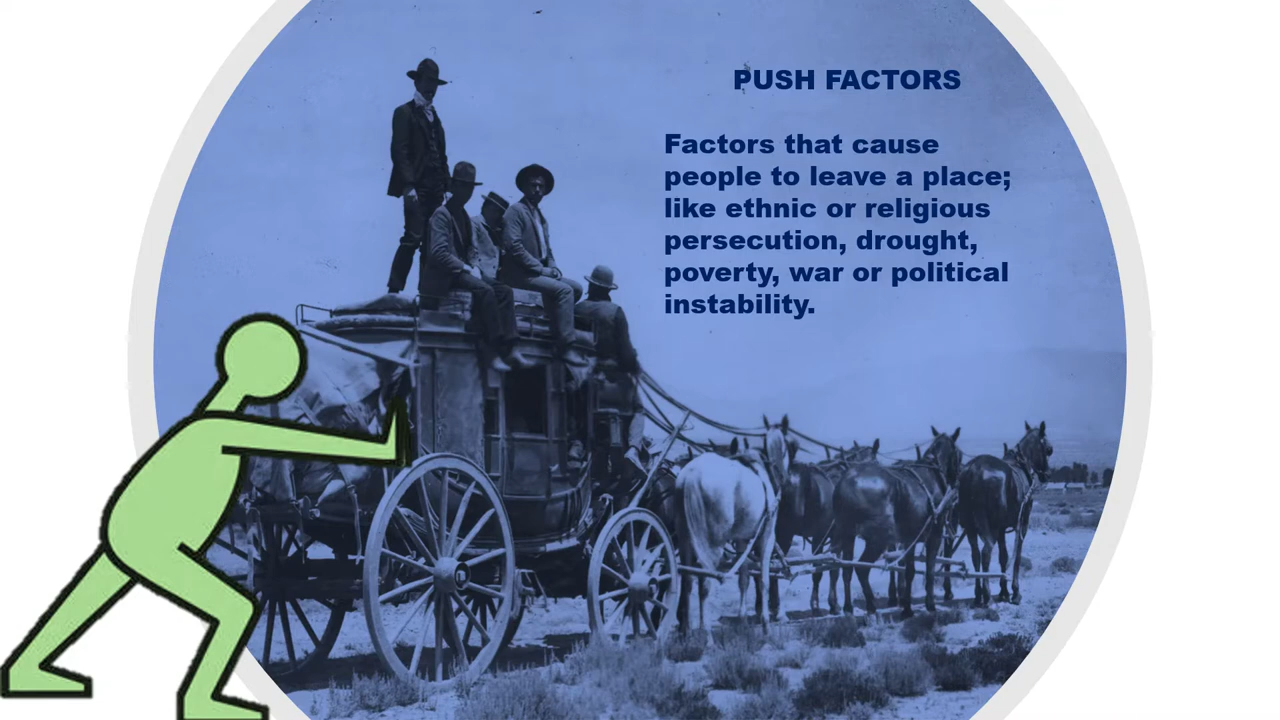 PUSH FACTORS
Factors that cause
people to leave a place;
like ethnic or religious
persecution, drought,
poverty, war or political
instability.